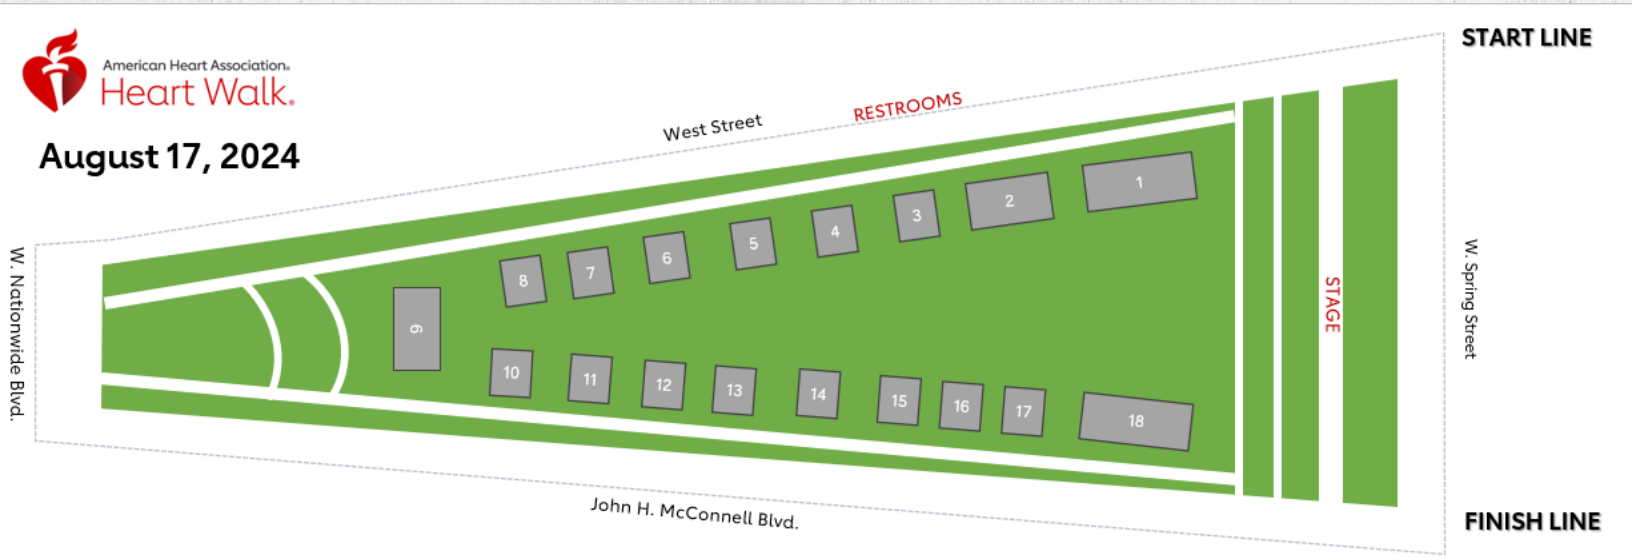 START LINE
American Heart Association®
Heart Walk®
August 17, 2024
West Street
RESTROOMS
W. Nationwide Blvd.
1
2
3
4
5
6
7
8
9
10
11
12
13
14
15
16
17
18
STAGE
W. Spring Street
John H. McConnell Blvd.
FINISH LINE